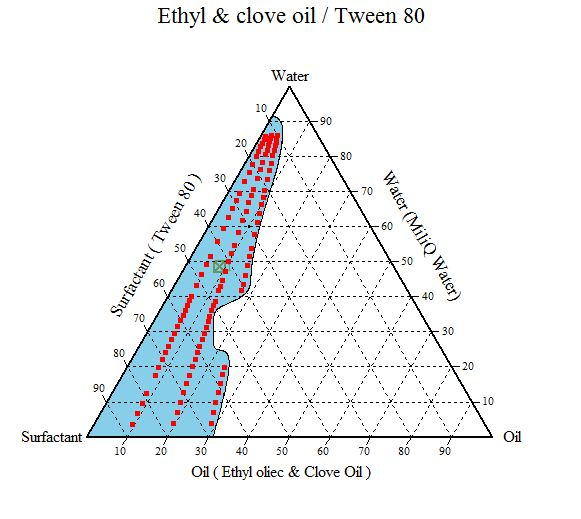 Ethyl & clove oil / Tween 80
Water
10
90
20
80
30
70
40
60
50
50
60
40
70
30
80
20
90
10
Surfactant ( Tween 80 )
Water (MiliQ Water)
Surfactant
Oil
10 20 30 40 50 60 70 80 90
Oil ( Ethyl oliec & Clove Oil )